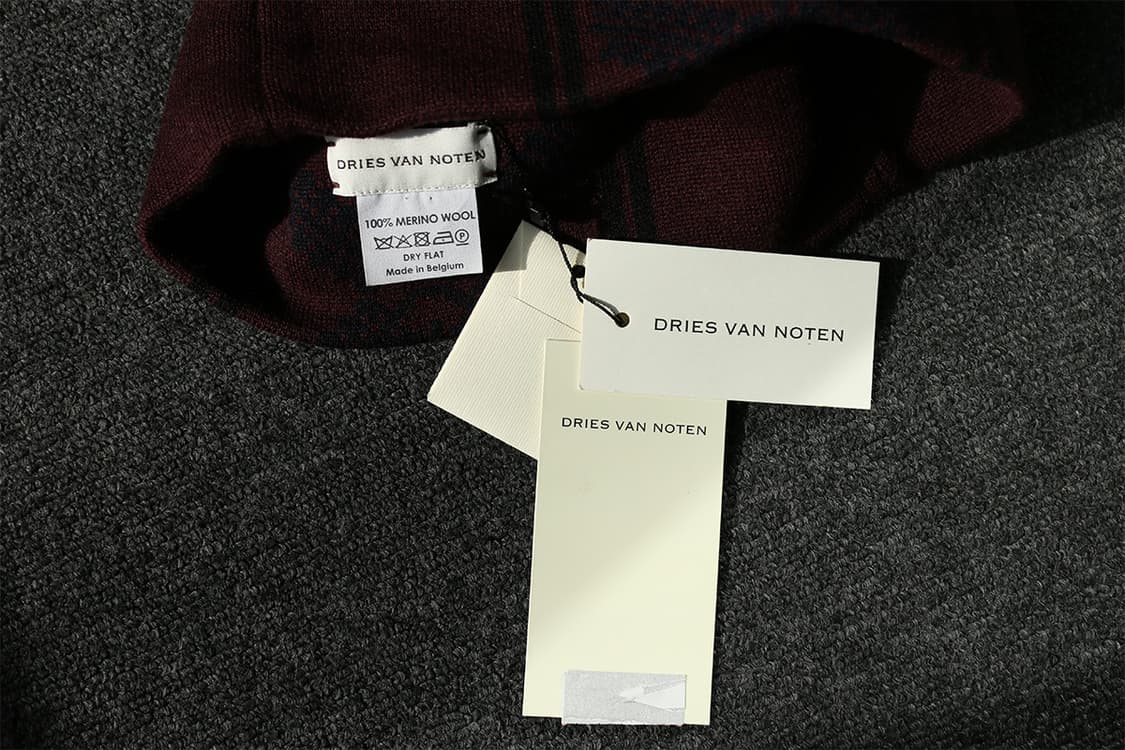 DRIES VAN NOTEN
100% MERINO WOOL
P
DRY FLAT
Made in Belgium
DRIES VAN NOTEN
DRIES VAN NOTEN